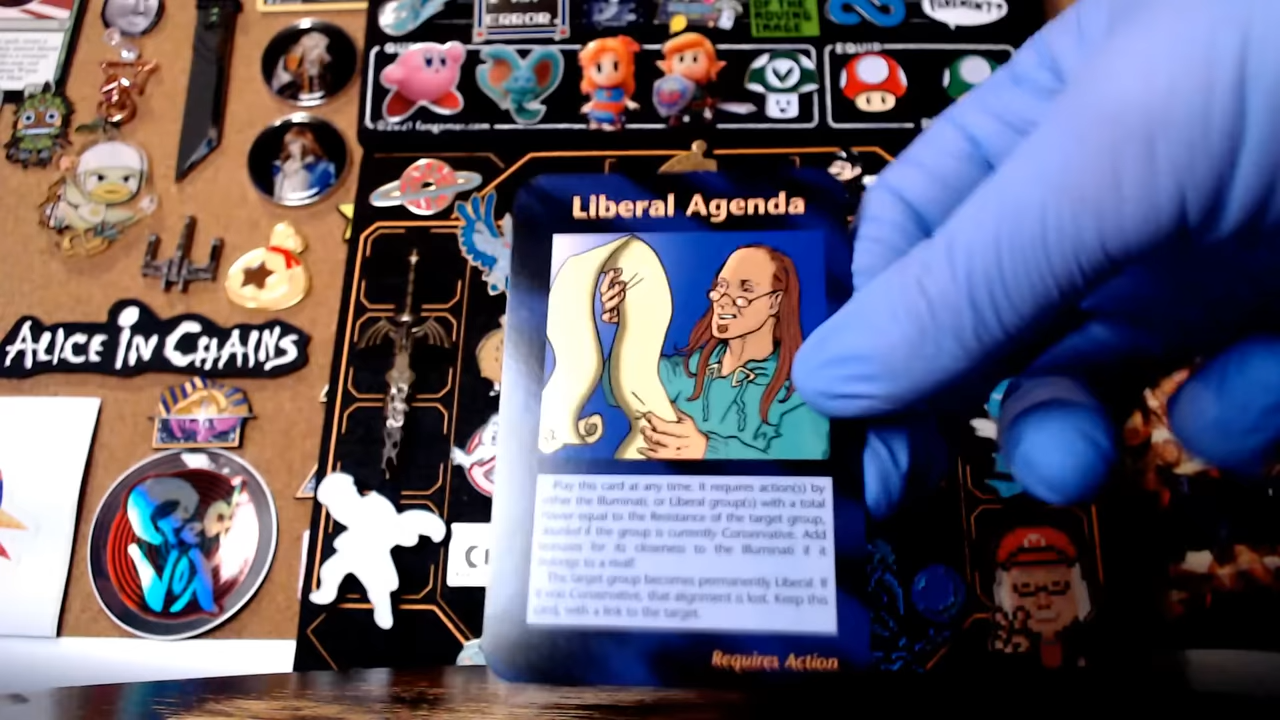 ERROR.
OF THE
MOVING
IMAGE
EQUIP
©2021 fangamer.com
Liberal Agenda
ALICE IN CHAINS
Play this card at any time. It requires action(s) by
either the Illuminati or Liberal group(s) with a total
Power equal to the Resistance of the target group,
doubled if the group is currently Conservative. Add
bonuses for its closeness to the Illuminati if it
belongs to a rival!
The target group becomes permanently Liberal. If
it was Conservative, that alignment is lost. Keep this
card, with a link to the target.
Requires Action